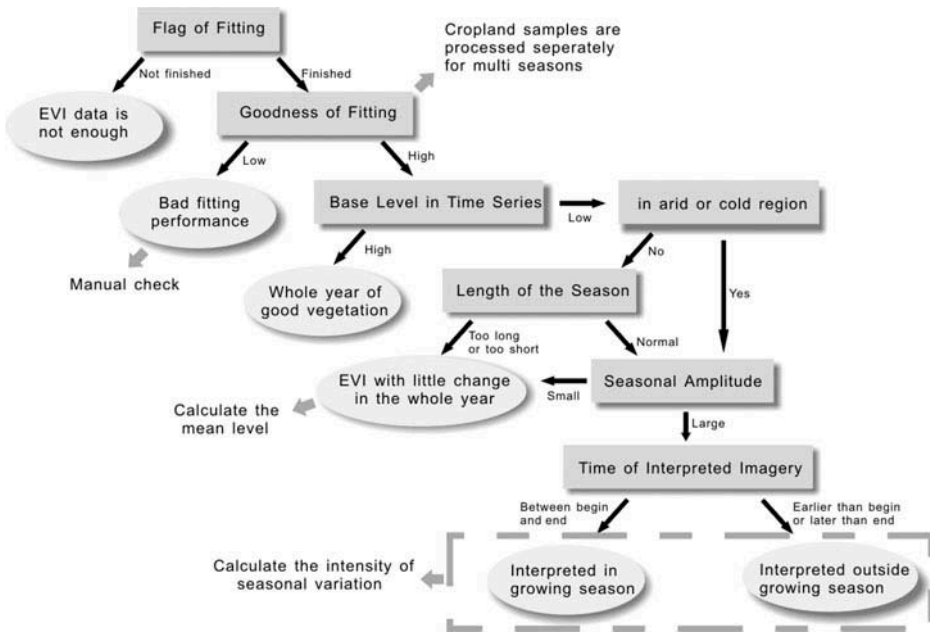 Flag of Fitting
Cropland samples are
processed seperately
for multi seasons
Not finished
Finished
EVI data is
not enough
Goodness of Fitting
Low
High
Bad fitting
performance
Base Level in Time Series
Low
in arid or cold region
Manual check
High
No
Yes
Whole year of
good vegetation
Length of the Season
Too long
or too short
Normal
EVI with little change
in the whole year
Small
Seasonal Amplitude
Calculate the
mean level
Large
Time of Interpreted Imagery
Between begin
and end
Earlier than begin
or later than end
Calculate the intensity of
seasonal variation
Interpreted in
growing season
Interpreted outside
growing season